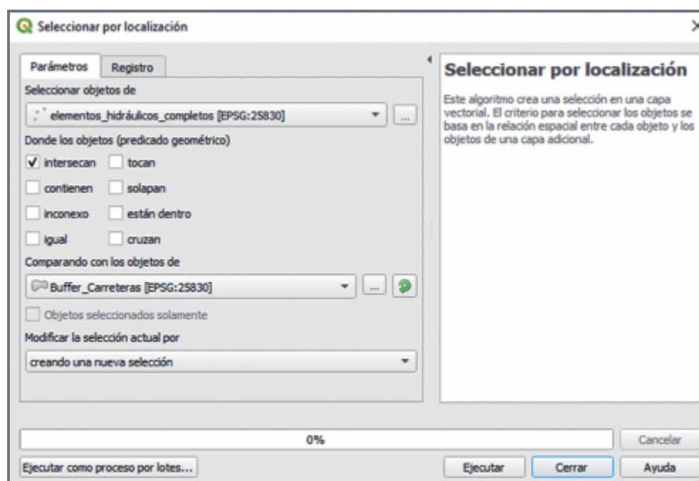 Seleccionar por localización
Parámetros Registro
Seleccionar objetos de
elementos_hidráulicos_completos [EPSG:25830]
...
Donde los objetos (predicado geométrico)
intersecan tocan
contienen solapan
inconexo están dentro
igual cruzan
Comparando con los objetos de
Buffer_Carreteras [EPSG:25830]
...
Objetos seleccionados solamente
Modificar la selección actual por
creando una nueva selección
Seleccionar por localización
Este algoritmo crea una selección en una capa
vectorial. El criterio para seleccionar los objetos se
basa en la relación espacial entre cada objeto y los
objetos de una capa adicional.
0%
Cancelar
Ejecutar como proceso por lotes...
Ejecutar Cerrar Ayuda